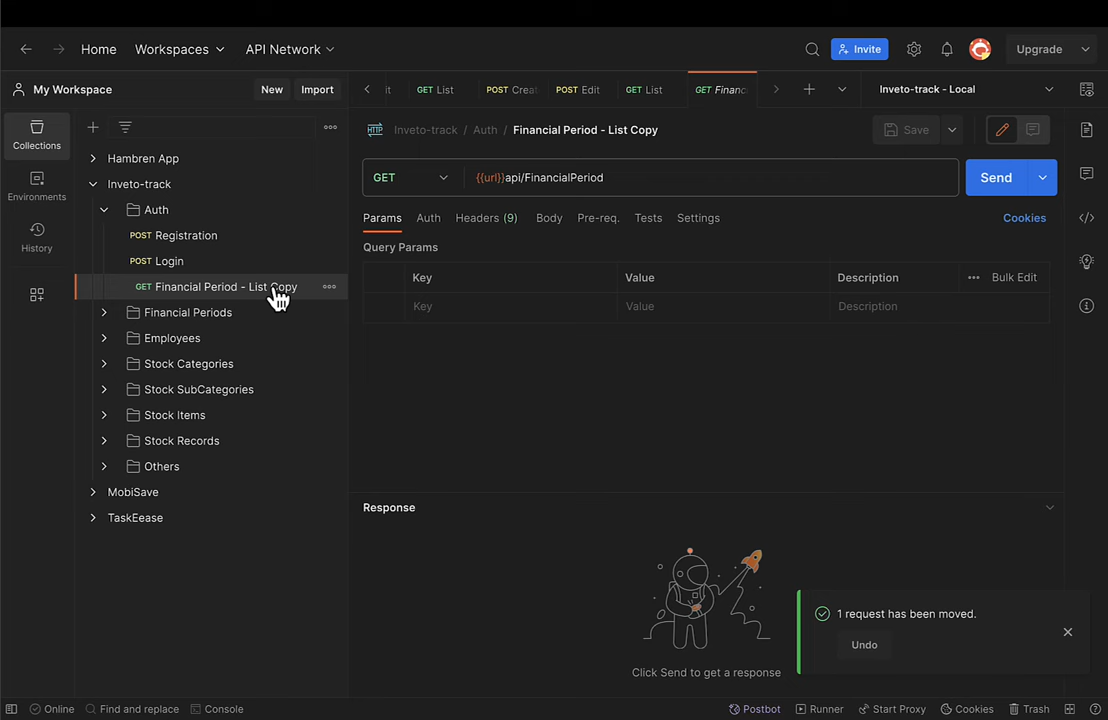 Home Workspaces API Network Invite Upgrade
My Workspace New Import
it GET List POST Crea POST Edit GET List GET Financ Inveto-track - Local
Collections
Environments
History
Hambren App
Inveto-track
Auth
POST Registration
POST Login
GET Financial Period - List Copy
Financial Periods
Employees
Stock Categories
Stock SubCategories
Stock Items
Stock Records
Others
MobiSave
TaskEease
HTTP Inveto-track / Auth / Financial Period - List Copy Save
GET {{url}}api/FinancialPeriod Send
Params Auth Headers (9) Body Pre-req. Tests Settings Cookies
Query Params
Key Value Description Bulk Edit
Key Value Description
Response
Click Send to get a response
1 request has been moved.
Undo
Online Find and replace Console Postbot Runner Start Proxy Cookies Trash